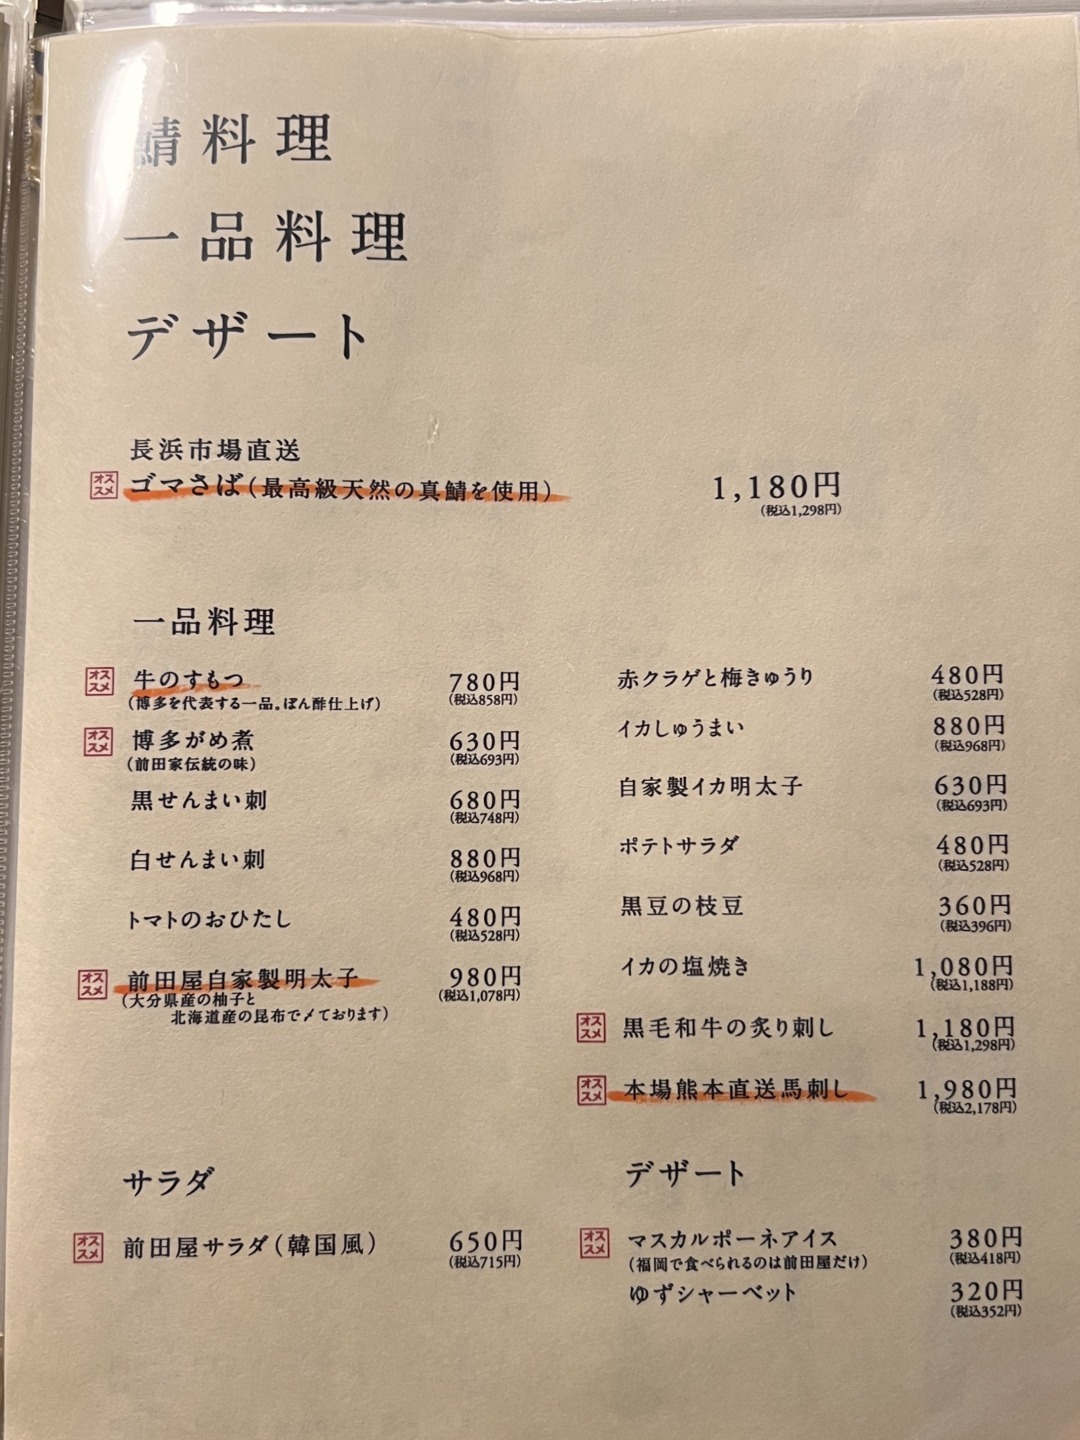 鯖料理
一品料理
デザート
長浜市場直送
オススメ ゴマさば(最高級天然の真鯖を使用) 1,180円
(税込1,298円)
一品料理
オススメ 牛のすもつ 780円
(博多を代表する一品。ぽん酢仕上げ) (税込858円)
オススメ 博多がめ煮 630円
(前田家伝統の味) (税込693円)
黒せんまい刺 680円
(税込748円)
白せんまい刺 880円
(税込968円)
トマトのおひたし 480円
(税込528円)
オススメ 前田屋自家製明太子 980円
(大分県産の柚子と (税込1,078円)
北海道産の昆布で〆ております)
赤クラゲと梅きゅうり 480円
(税込528円)
イカしゅうまい 880円
(税込968円)
自家製イカ明太子 630円
(税込693円)
ポテトサラダ 480円
(税込528円)
黒豆の枝豆 360円
(税込396円)
イカの塩焼き 1,080円
(税込1,188円)
オススメ 黒毛和牛の炙り刺し 1,180円
(税込1,298円)
オススメ 本場熊本直送馬刺し 1,980円
(税込2,178円)
サラダ
オススメ 前田屋サラダ(韓国風) 650円
(税込715円)
デザート
オススメ マスカルポーネアイス 380円
(福岡で食べられるのは前田屋だけ) (税込418円)
ゆずシャーベット 320円
(税込352円)